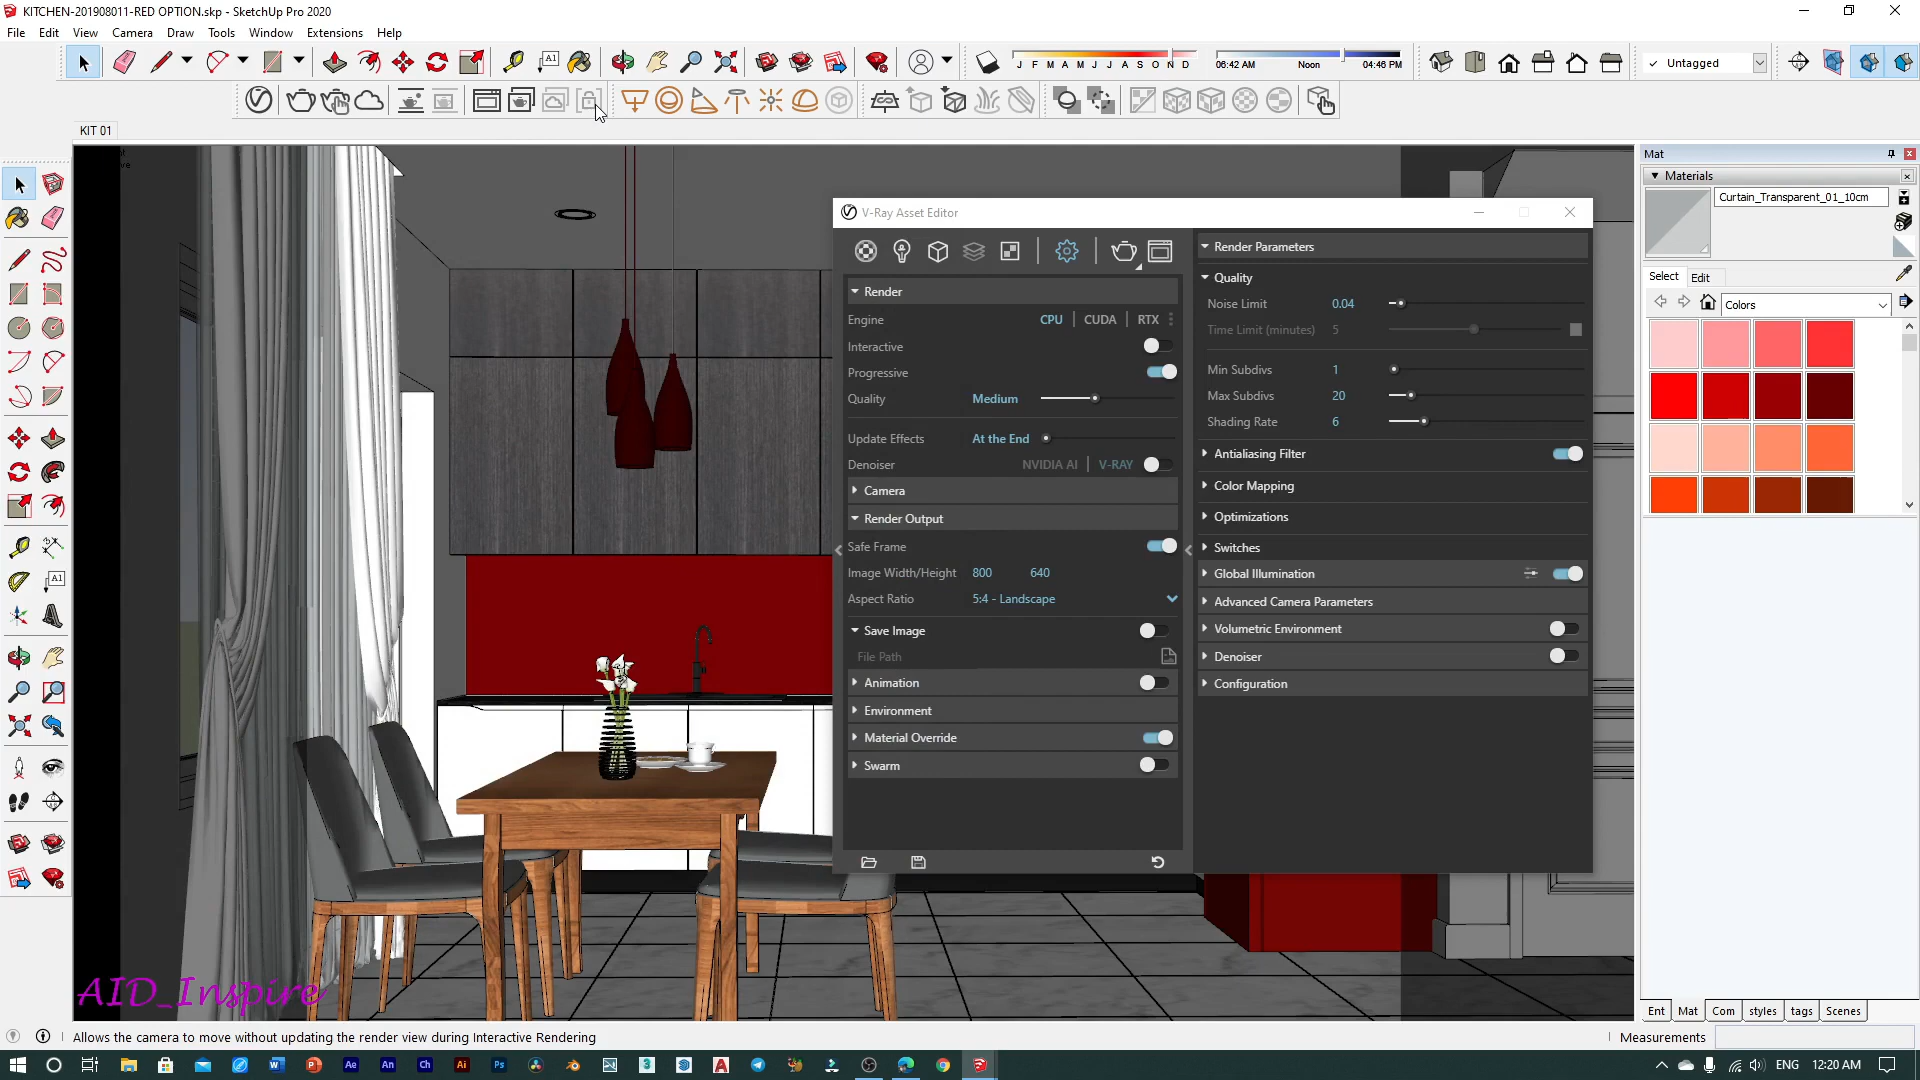 KITCHEN-201908011-RED OPTION.skp - SketchUp Pro 2020
File Edit View Camera Draw Tools Window Extensions Help
A1
J F M A M J J A S O N D
06:42 AM Noon 04:46 PM
Untagged
KIT 01
Mat
Materials
Curtain_Transparent_01_10cm
Select Edit
Colors
V-Ray Asset Editor
Render
Engine CPU CUDA RTX
Interactive
Progressive
Quality Medium
Update Effects At the End
Denoiser NVIDIA AI V-RAY
Camera
Render Output
Safe Frame
Image Width/Height 800 640
Aspect Ratio 5:4 - Landscape
Save Image
File Path
Animation
Environment
Material Override
Swarm
Render Parameters
Quality
Noise Limit 0.04
Time Limit (minutes) 5
Min Subdivs 1
Max Subdivs 20
Shading Rate 6
Antialiasing Filter
Color Mapping
Optimizations
Switches
Global Illumination
Advanced Camera Parameters
Volumetric Environment
Denoiser
Configuration
A1
AID_Inspire
Ent Mat Com styles tags Scenes
Allows the camera to move without updating the render view during Interactive Rendering
Measurements
Ae An Ch Ai Ps
ENG 12:20 AM